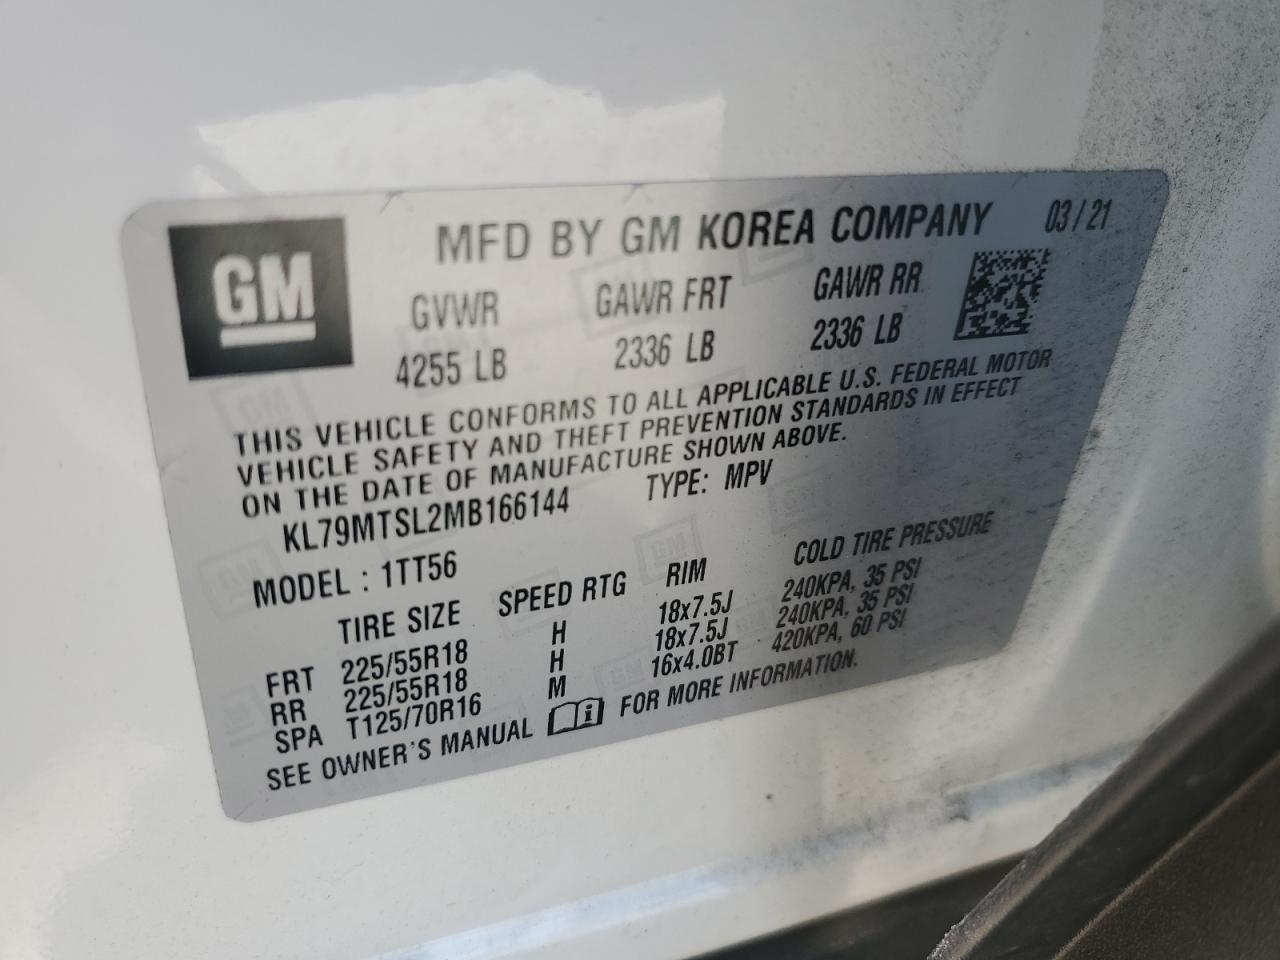 GM
MFD BY GM KOREA COMPANY 03/21
GVWR GAWR FRT GAWR RR
4255 LB 2336 LB 2336 LB
THIS VEHICLE CONFORMS TO ALL APPLICABLE U.S. FEDERAL MOTOR
VEHICLE SAFETY AND THEFT PREVENTION STANDARDS IN EFFECT
ON THE DATE OF MANUFACTURE SHOWN ABOVE.
KL79MTSL2MB166144 TYPE: MPV
MODEL : 1TT56
TIRE SIZE SPEED RTG RIM COLD TIRE PRESSURE
FRT 225/55R18 H 18x7.5J 240KPA, 35 PSI
RR 225/55R18 H 18x7.5J 240KPA, 35 PSI
SPA T125/70R16 M 16x4.0BT 420KPA, 60 PSI
SEE OWNER'S MANUAL i FOR MORE INFORMATION.